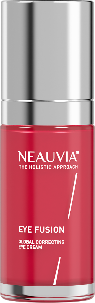 NEAUVIA®
THE HOLISTIC APPROACH
EYE FUSION
GLOBAL CORRECTING
EYE CREAM